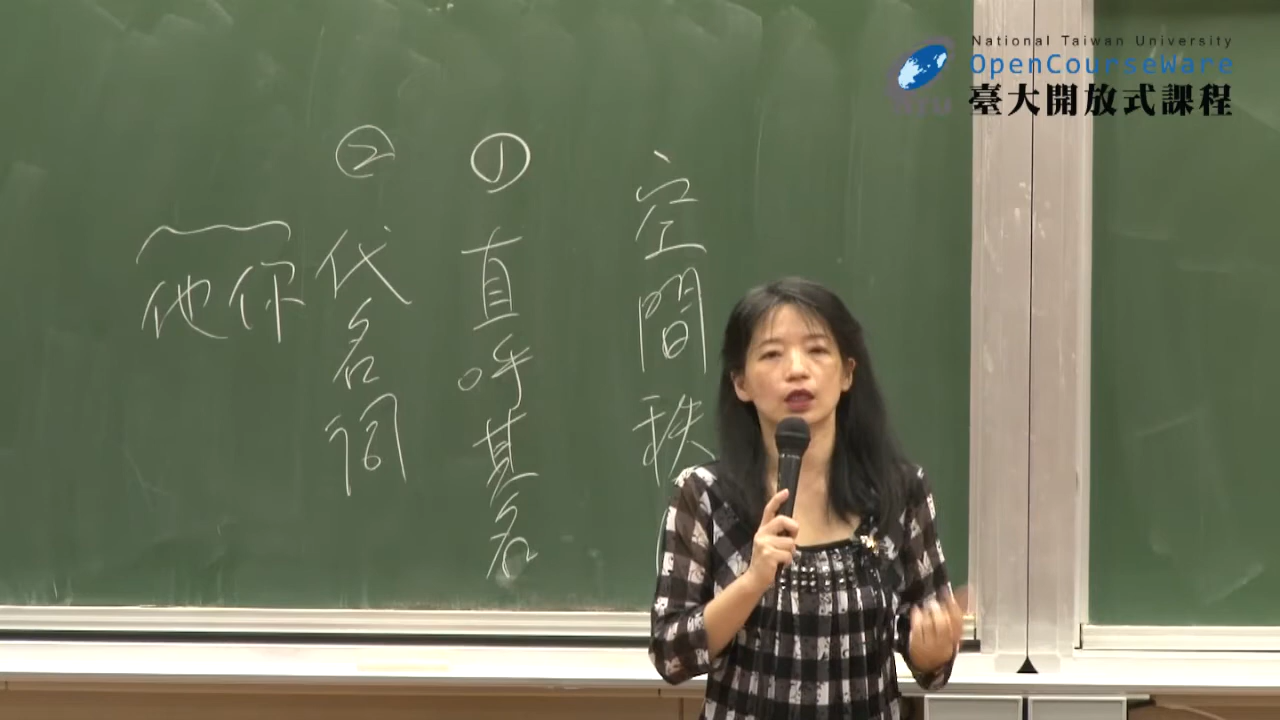 National Taiwan University
OpenCourseWare
臺大開放式課程
空間秩
① 直呼其名
② 代名詞
你
他